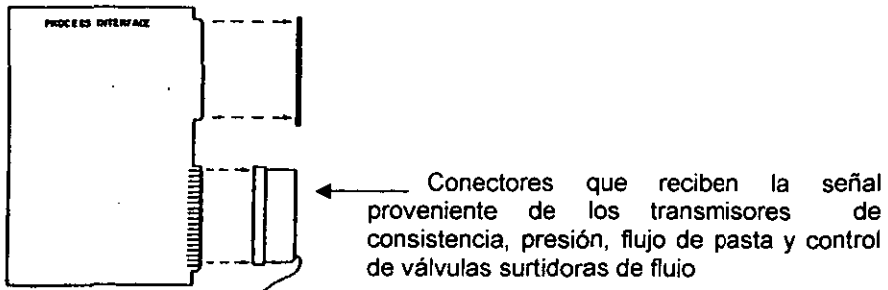 PROCESS INTERFACE
Conectores que reciben la señal
proveniente de los transmisores de
consistencia, presión, flujo de pasta y control
de válvulas surtidoras de flujo